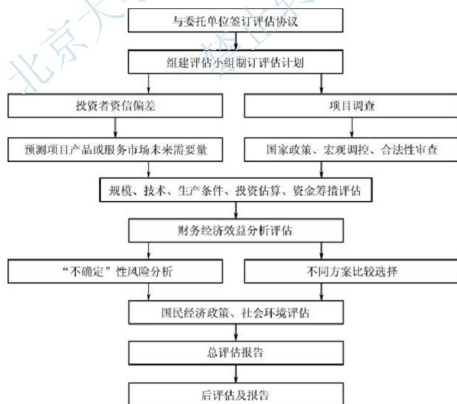 与委托单位签订评估协议
组建评估小组制订评估计划
投资者资信偏差
项目调查
预测项目产品或服务市场未来需要量
国家政策、宏观调控、合法性审查
规模、技术、生产条件、投资估算、资金筹措评估
财务经济效益分析评估
“不确定”性风险分析
不同方案比较选择
国民经济政策、社会环境评估
总评估报告
后评估及报告
北京大
禁止